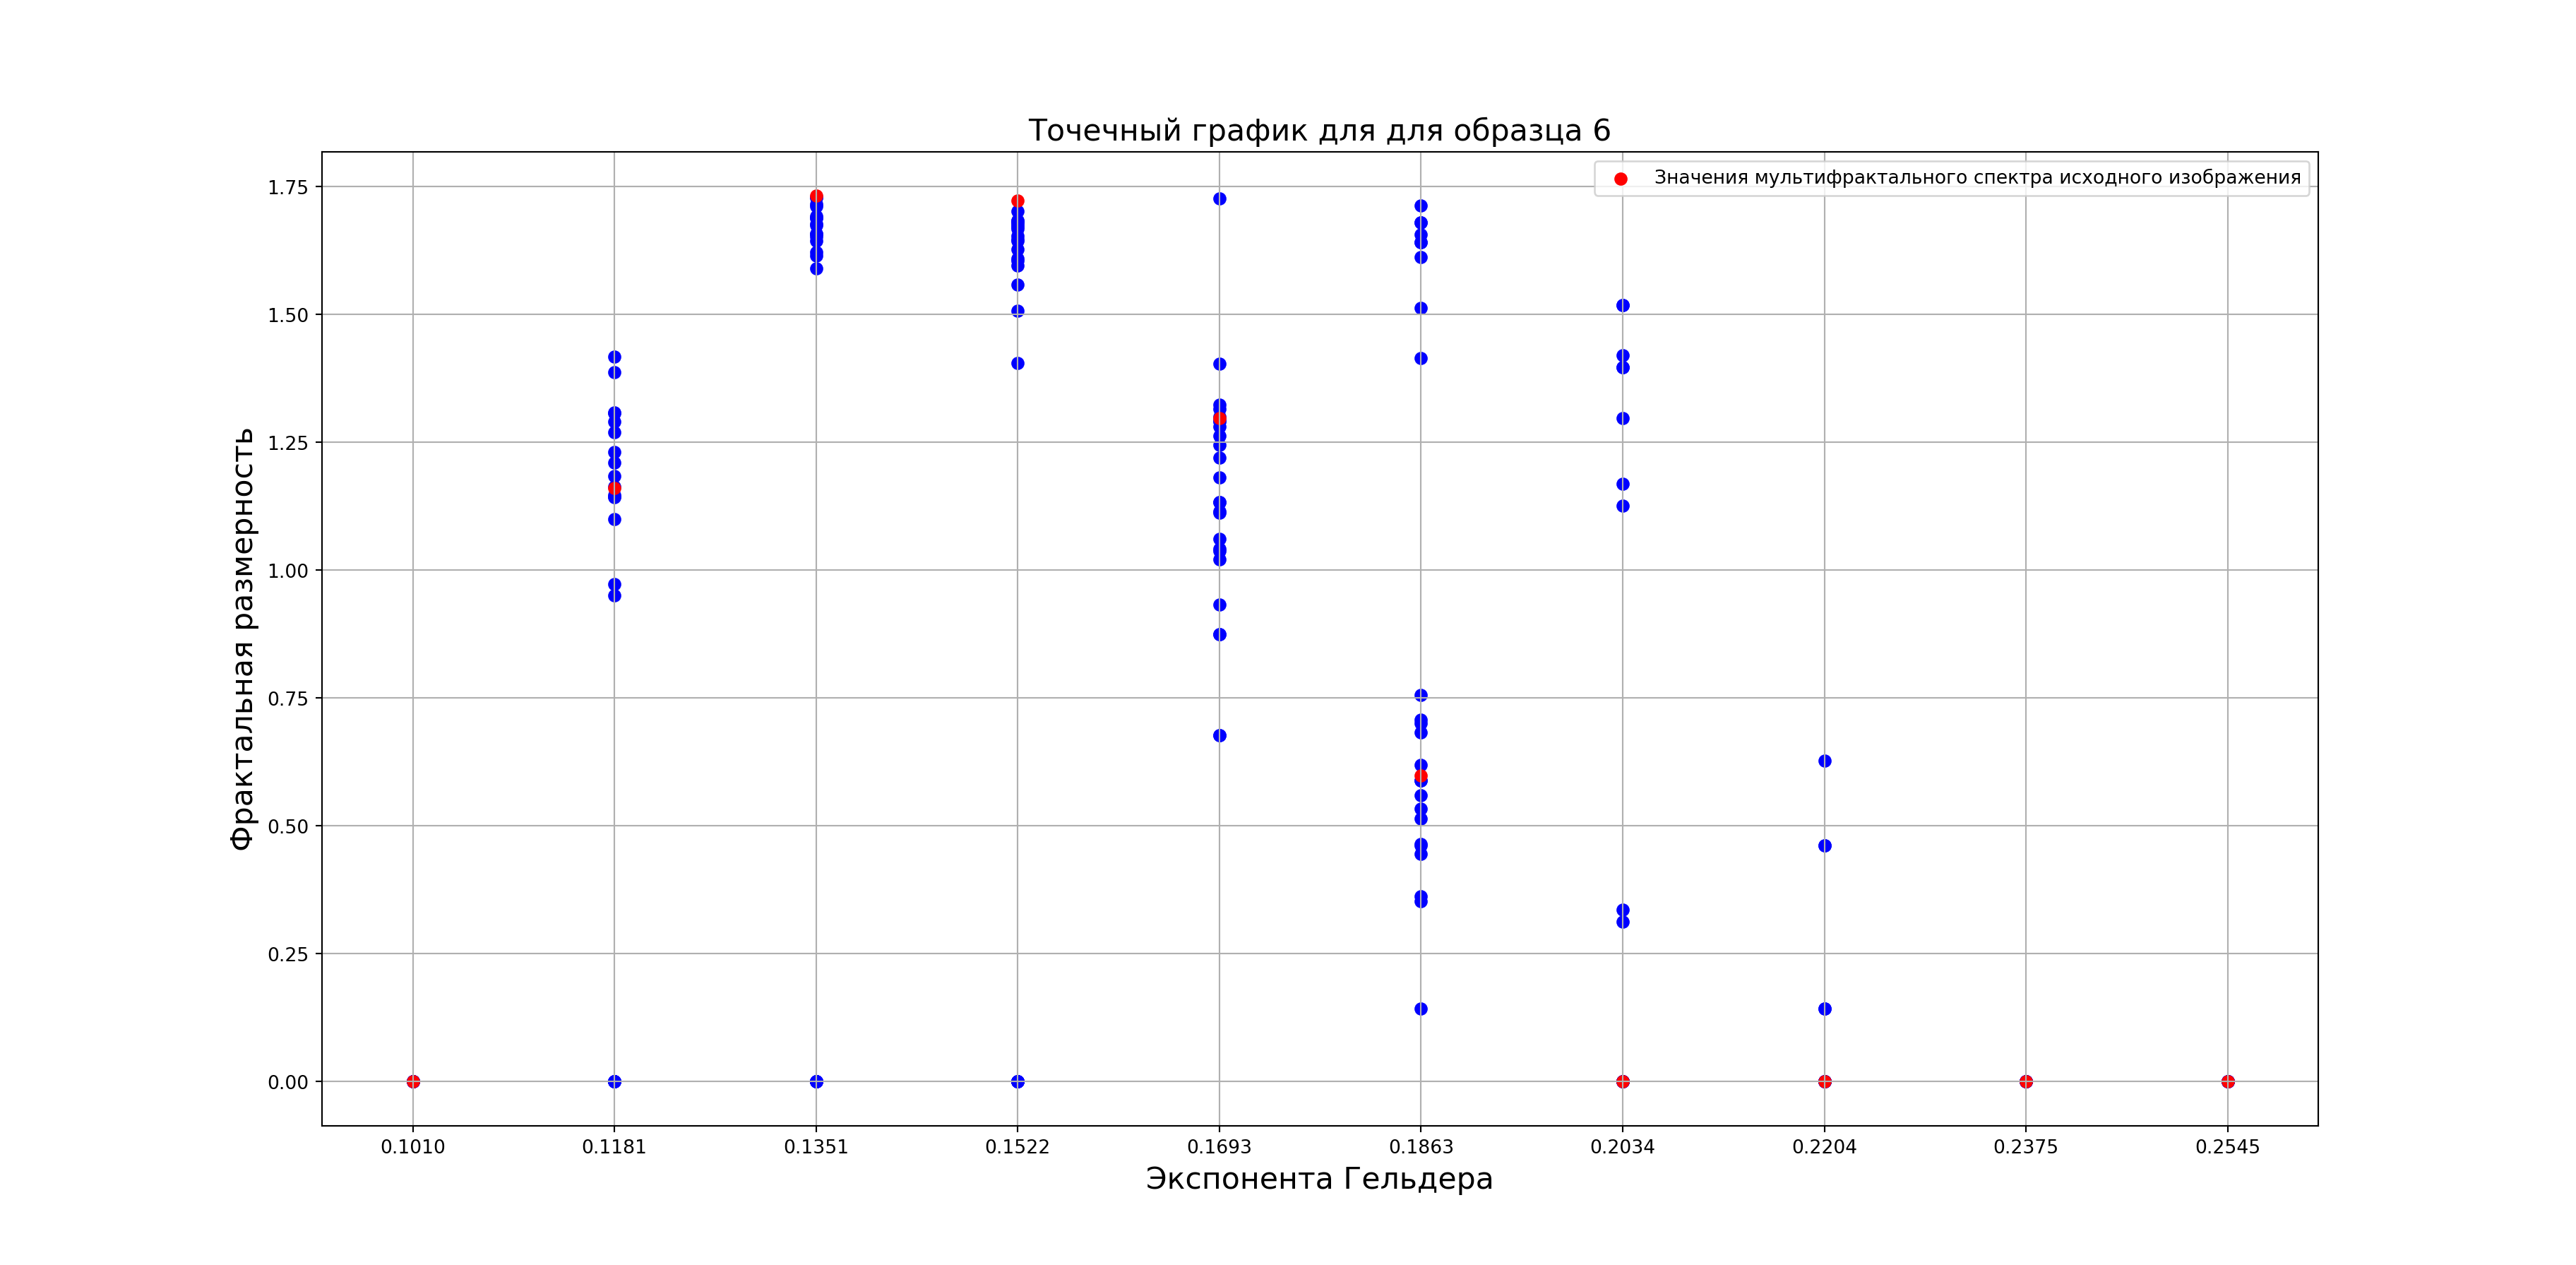 Точечный график для для образца 6
Значения мультифрактального спектра исходного изображения
Фрактальная размерность
1.75
1.50
1.25
1.00
0.75
0.50
0.25
0.00
0.1010 0.1181 0.1351 0.1522 0.1693 0.1863 0.2034 0.2204 0.2375 0.2545
Экспонента Гельдера